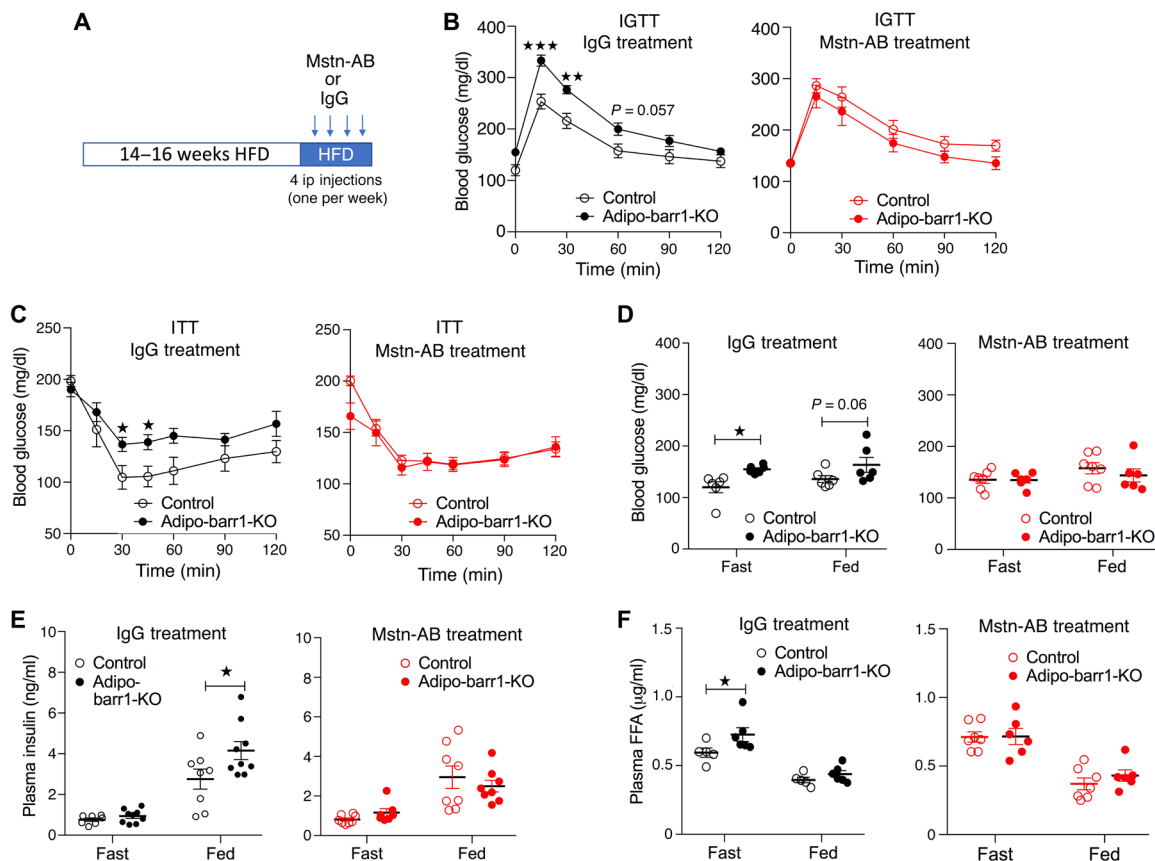 A
Mstn-AB
or
IgG
14–16 weeks HFD
HFD
4 ip injections
(one per week)
B
IGTT
IgG treatment
Blood glucose (mg/dl)
400
300
200
100
0
★★★
★★
P = 0.057
Control
Adipo-barr1-KO
0 30 60 90 120
Time (min)
IGTT
Mstn-AB treatment
400
300
200
100
0
Control
Adipo-barr1-KO
0 30 60 90 120
Time (min)
C
ITT
IgG treatment
Blood glucose (mg/dl)
250
200
150
100
50
★ ★
Control
Adipo-barr1-KO
0 30 60 90 120
Time (min)
ITT
Mstn-AB treatment
250
200
150
100
50
Control
Adipo-barr1-KO
0 30 60 90 120
Time (min)
D
IgG treatment
Blood glucose (mg/dl)
400
300
200
100
0
★
P = 0.06
Control
Adipo-barr1-KO
Fast Fed
Mstn-AB treatment
400
300
200
100
0
Control
Adipo-barr1-KO
Fast Fed
E
IgG treatment
Plasma insulin (ng/ml)
10
8
6
4
2
0
Control
Adipo-
barr1-KO
★
Fast Fed
Mstn-AB treatment
10
8
6
4
2
0
Control
Adipo-barr1-KO
Fast Fed
F
IgG treatment
Plasma FFA (µg/ml)
1.5
1.0
0.5
0
Control
Adipo-barr1-KO
★
Fast Fed
Mstn-AB treatment
1.5
1.0
0.5
0
Control
Adipo-barr1-KO
Fast Fed